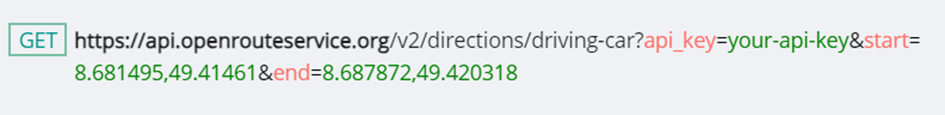 GET https://api.openrouteservice.org/v2/directions/driving-car?api_key=your-api-key&start=
8.681495,49.41461&end=8.687872,49.420318